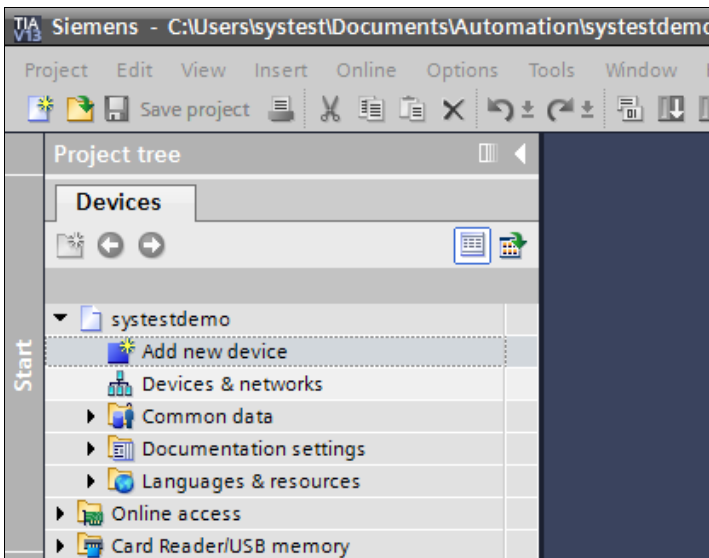 TIA V13 Siemens - C:\Users\systest\Documents\Automation\systestdemo
Project Edit View Insert Online Options Tools Window
Save project
Project tree
Devices
Start
systestdemo
Add new device
Devices & networks
Common data
Documentation settings
Languages & resources
Online access
Card Reader/USB memory